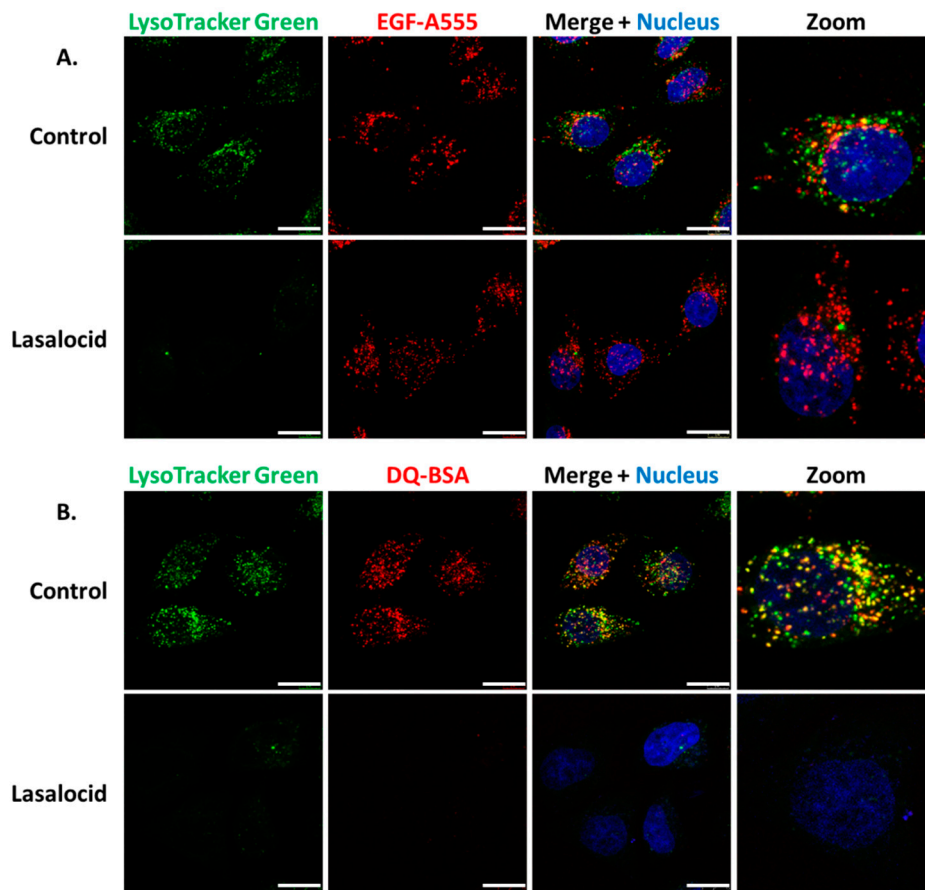 LysoTracker Green EGF-A555 Merge + Nucleus Zoom
A.
Control
Lasalocid
LysoTracker Green DQ-BSA Merge + Nucleus Zoom
B.
Control
Lasalocid